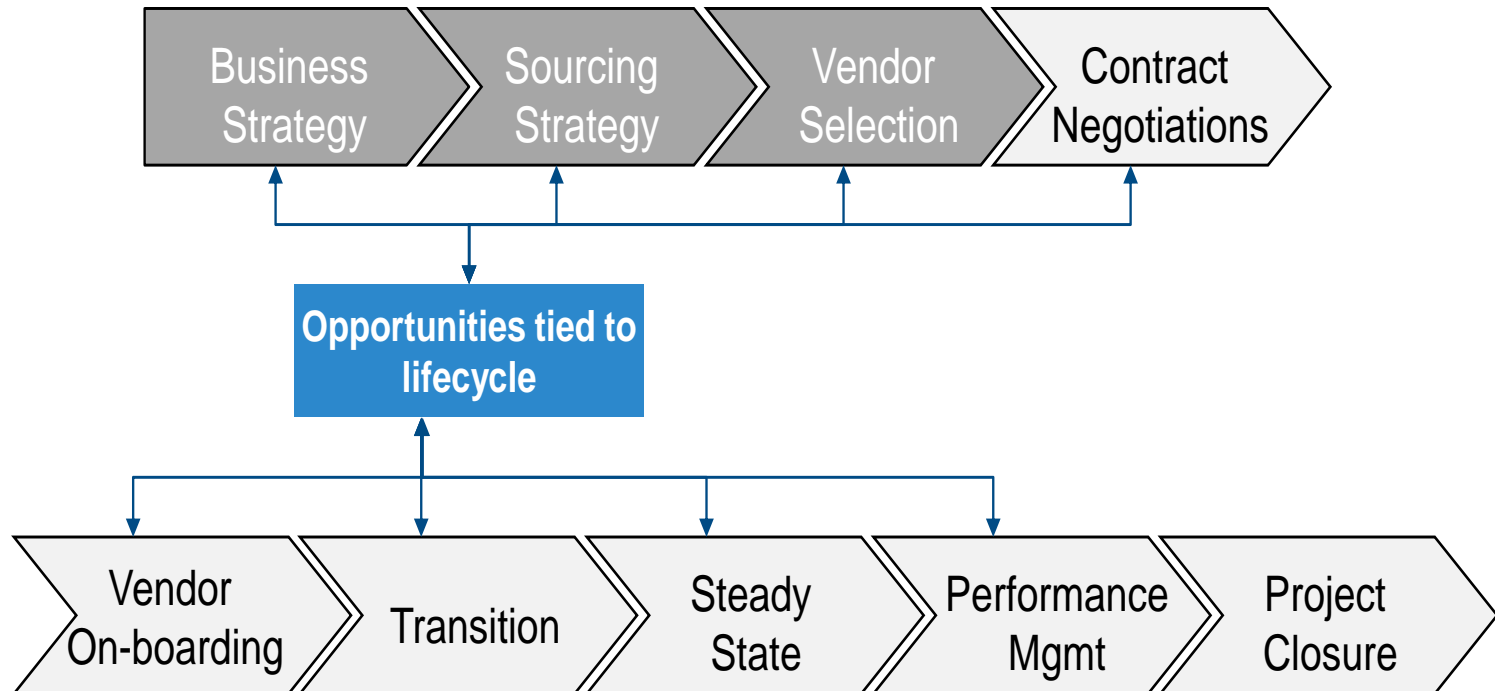 Business
Strategy
Sourcing
Strategy
Vendor
Selection
Contract
Negotiations
Opportunities tied to
lifecycle
Vendor
On-boarding
Transition
Steady
State
Performance
Mgmt
Project
Closure